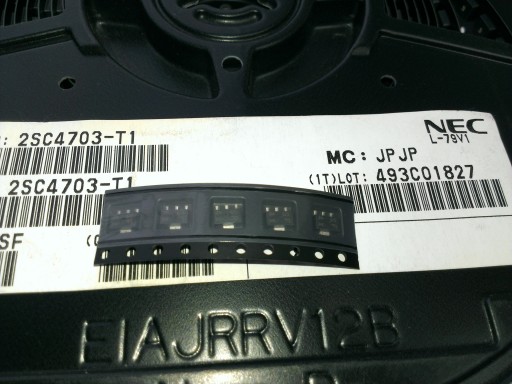 P: 2SC4703-T1
NEC
L-79V1
MC: JPJP
2SC4703-T1
(1T)LOT: 493C01827
SF
EIAJRRV12B